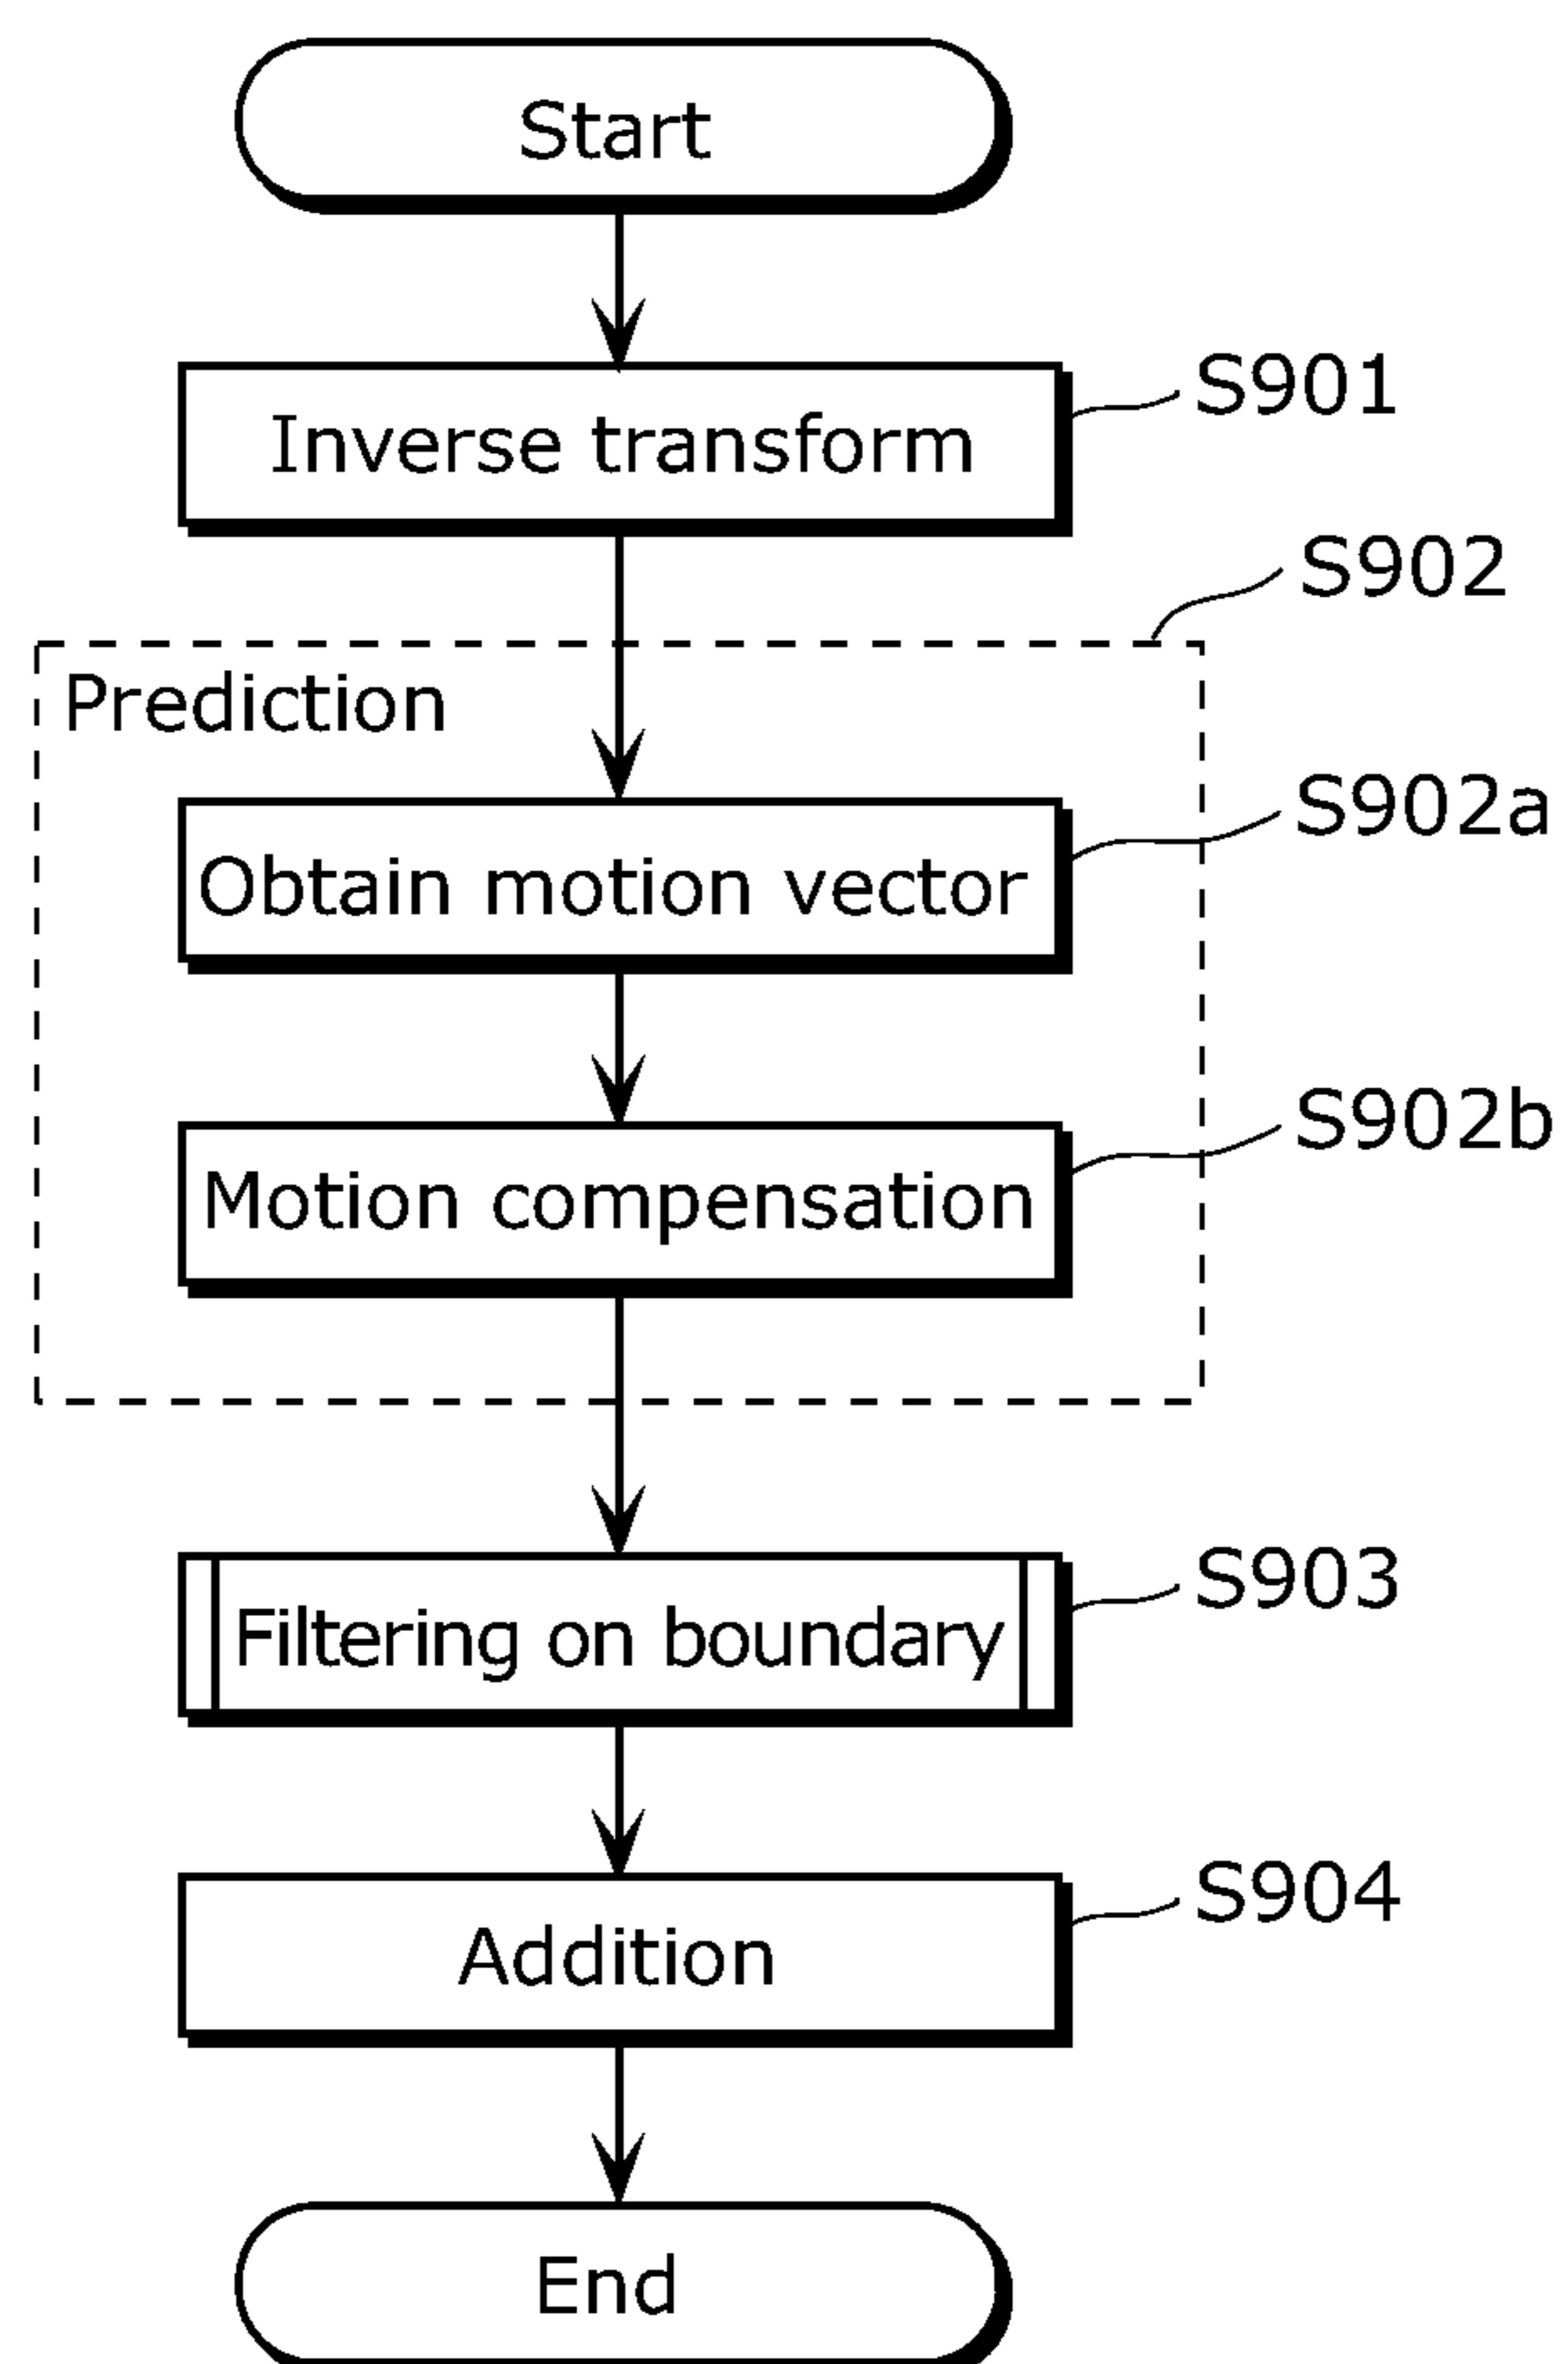 Start
Inverse transform
S901
S902
Prediction
Obtain motion vector
S902a
Motion compensation
S902b
Filtering on boundary
S903
Addition
S904
End